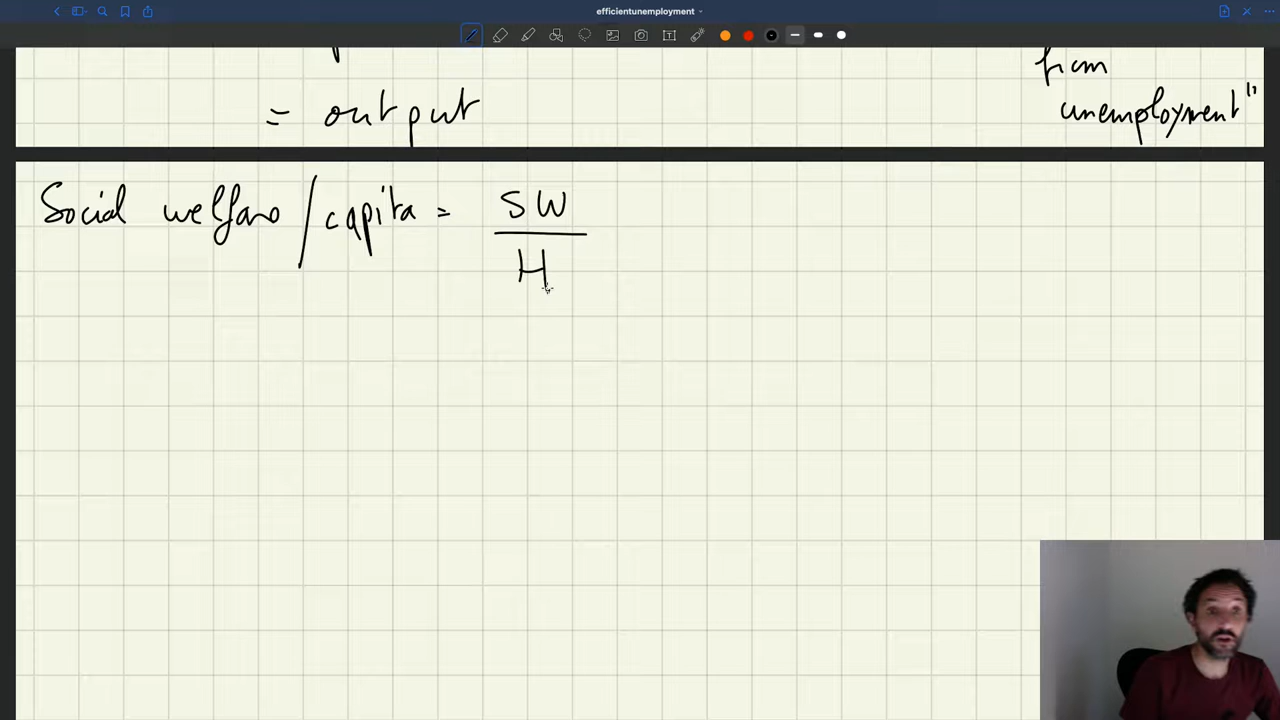 efficientunemployment
from
= output
unemployment"
Social welfare / capita = SW
H